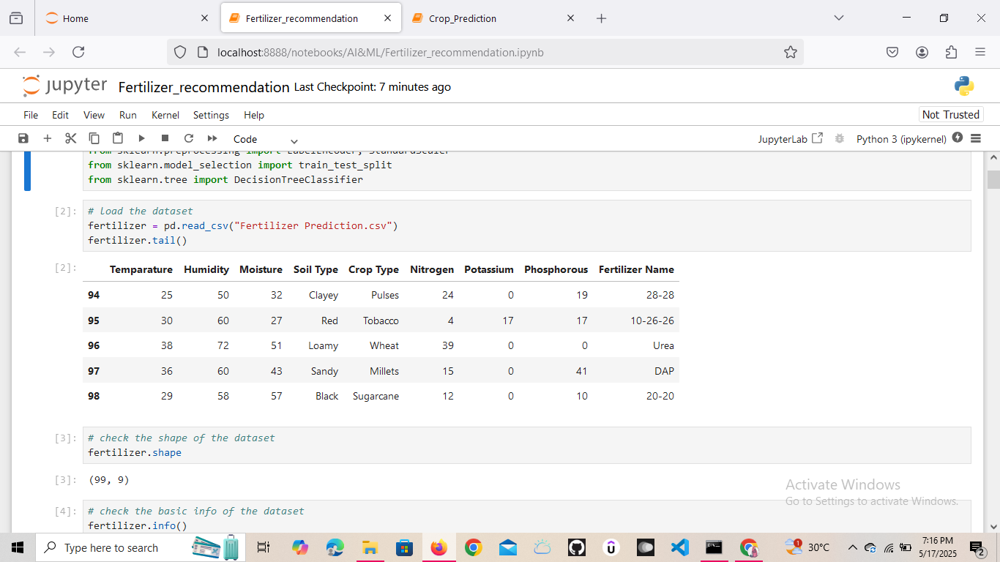 Home
Fertilizer_recommendation
Crop_Prediction
localhost:8888/notebooks/AI&ML/Fertilizer_recommendation.ipynb
jupyter Fertilizer_recommendation Last Checkpoint: 7 minutes ago
File Edit View Run Kernel Settings Help
Not Trusted
Code
JupyterLab
Python 3 (ipykernel)
from sklearn.preprocessing import LabelEncoder, StandardScaler
from sklearn.model_selection import train_test_split
from sklearn.tree import DecisionTreeClassifier
[2]: # load the dataset
fertilizer = pd.read_csv("Fertilizer Prediction.csv")
fertilizer.tail()
[2]: Temparature Humidity Moisture Soil Type Crop Type Nitrogen Potassium Phosphorous Fertilizer Name
94 25 50 32 Clayey Pulses 24 0 19 28-28
95 30 60 27 Red Tobacco 4 17 17 10-26-26
96 38 72 51 Loamy Wheat 39 0 0 Urea
97 36 60 43 Sandy Millets 15 0 41 DAP
98 29 58 57 Black Sugarcane 12 0 10 20-20
[3]: # check the shape of the dataset
fertilizer.shape
[3]: (99, 9)
[4]: # check the basic info of the dataset
fertilizer.info()
Activate Windows
Go to Settings to activate Windows.
Type here to search
1
30°C
7:16 PM
5/17/2025
2